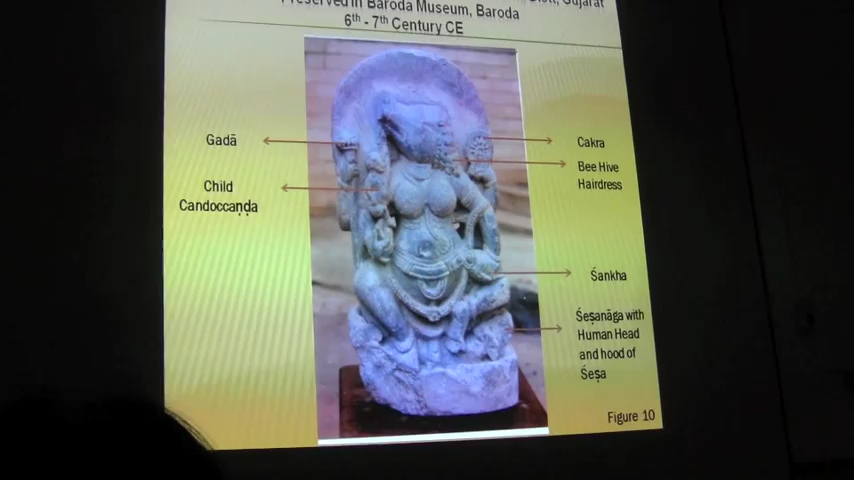 Preserved in Baroda Museum, Baroda
Gujarat
6th - 7th Century CE
Gadā
Child
Candoccaṇḍa
Cakra
Bee Hive
Hairdress
Śankha
Śeṣanāga with
Human Head
and hood of
Śeṣa
Figure 10